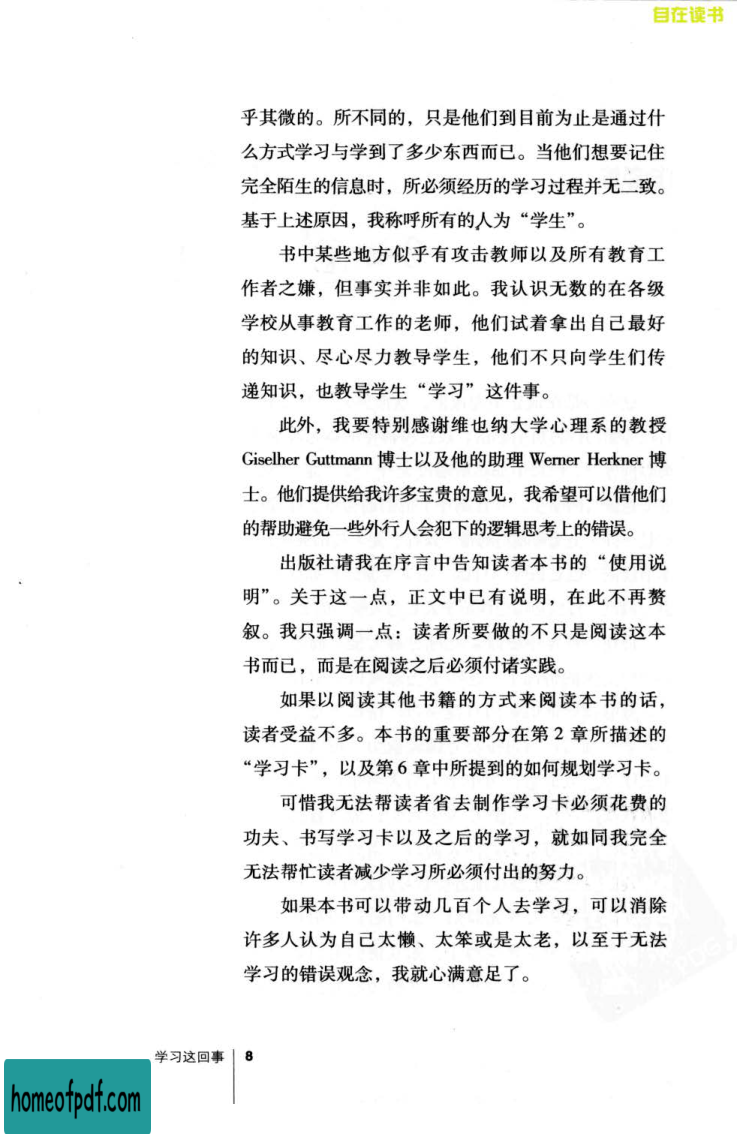 自在读书
乎其微的。所不同的，只是他们到目前为止是通过什
么方式学习与学到了多少东西而已。当他们想要记住
完全陌生的信息时，所必须经历的学习过程并无二致。
基于上述原因，我称呼所有的人为“学生”。
书中某些地方似乎有攻击教师以及所有教育工
作者之嫌，但事实并非如此。我认识无数的在各级
学校从事教育工作的老师，他们试着拿出自己最好
的知识、尽心尽力教导学生，他们不只向学生们传
递知识，也教导学生“学习”这件事。
此外，我要特别感谢维也纳大学心理系的教授
Giselher Guttmann 博士以及他的助理 Werner Herkner 博
士。他们提供给我许多宝贵的意见，我希望可以借他们
的帮助避免一些外行人会犯下的逻辑思考上的错误。
出版社请我在序言中告知读者本书的“使用说
明”。关于这一点，正文中已有说明，在此不再赘
叙。我只强调一点：读者所要做的不只是阅读这本
书而已，而是在阅读之后必须付诸实践。
如果以阅读其他书籍的方式来阅读本书的话，
读者受益不多。本书的重要部分在第 2 章所描述的
“学习卡”，以及第 6 章中所提到的如何规划学习卡。
可惜我无法帮读者省去制作学习卡必须花费的
功夫、书写学习卡以及之后的学习，就如同我完全
无法帮忙读者减少学习所必须付出的努力。
如果本书可以带动几百个人去学习，可以消除
许多人认为自己太懒、太笨或是太老，以至于无法
学习的错误观念，我就心满意足了。
学习这回事 8
homeofpdf.com